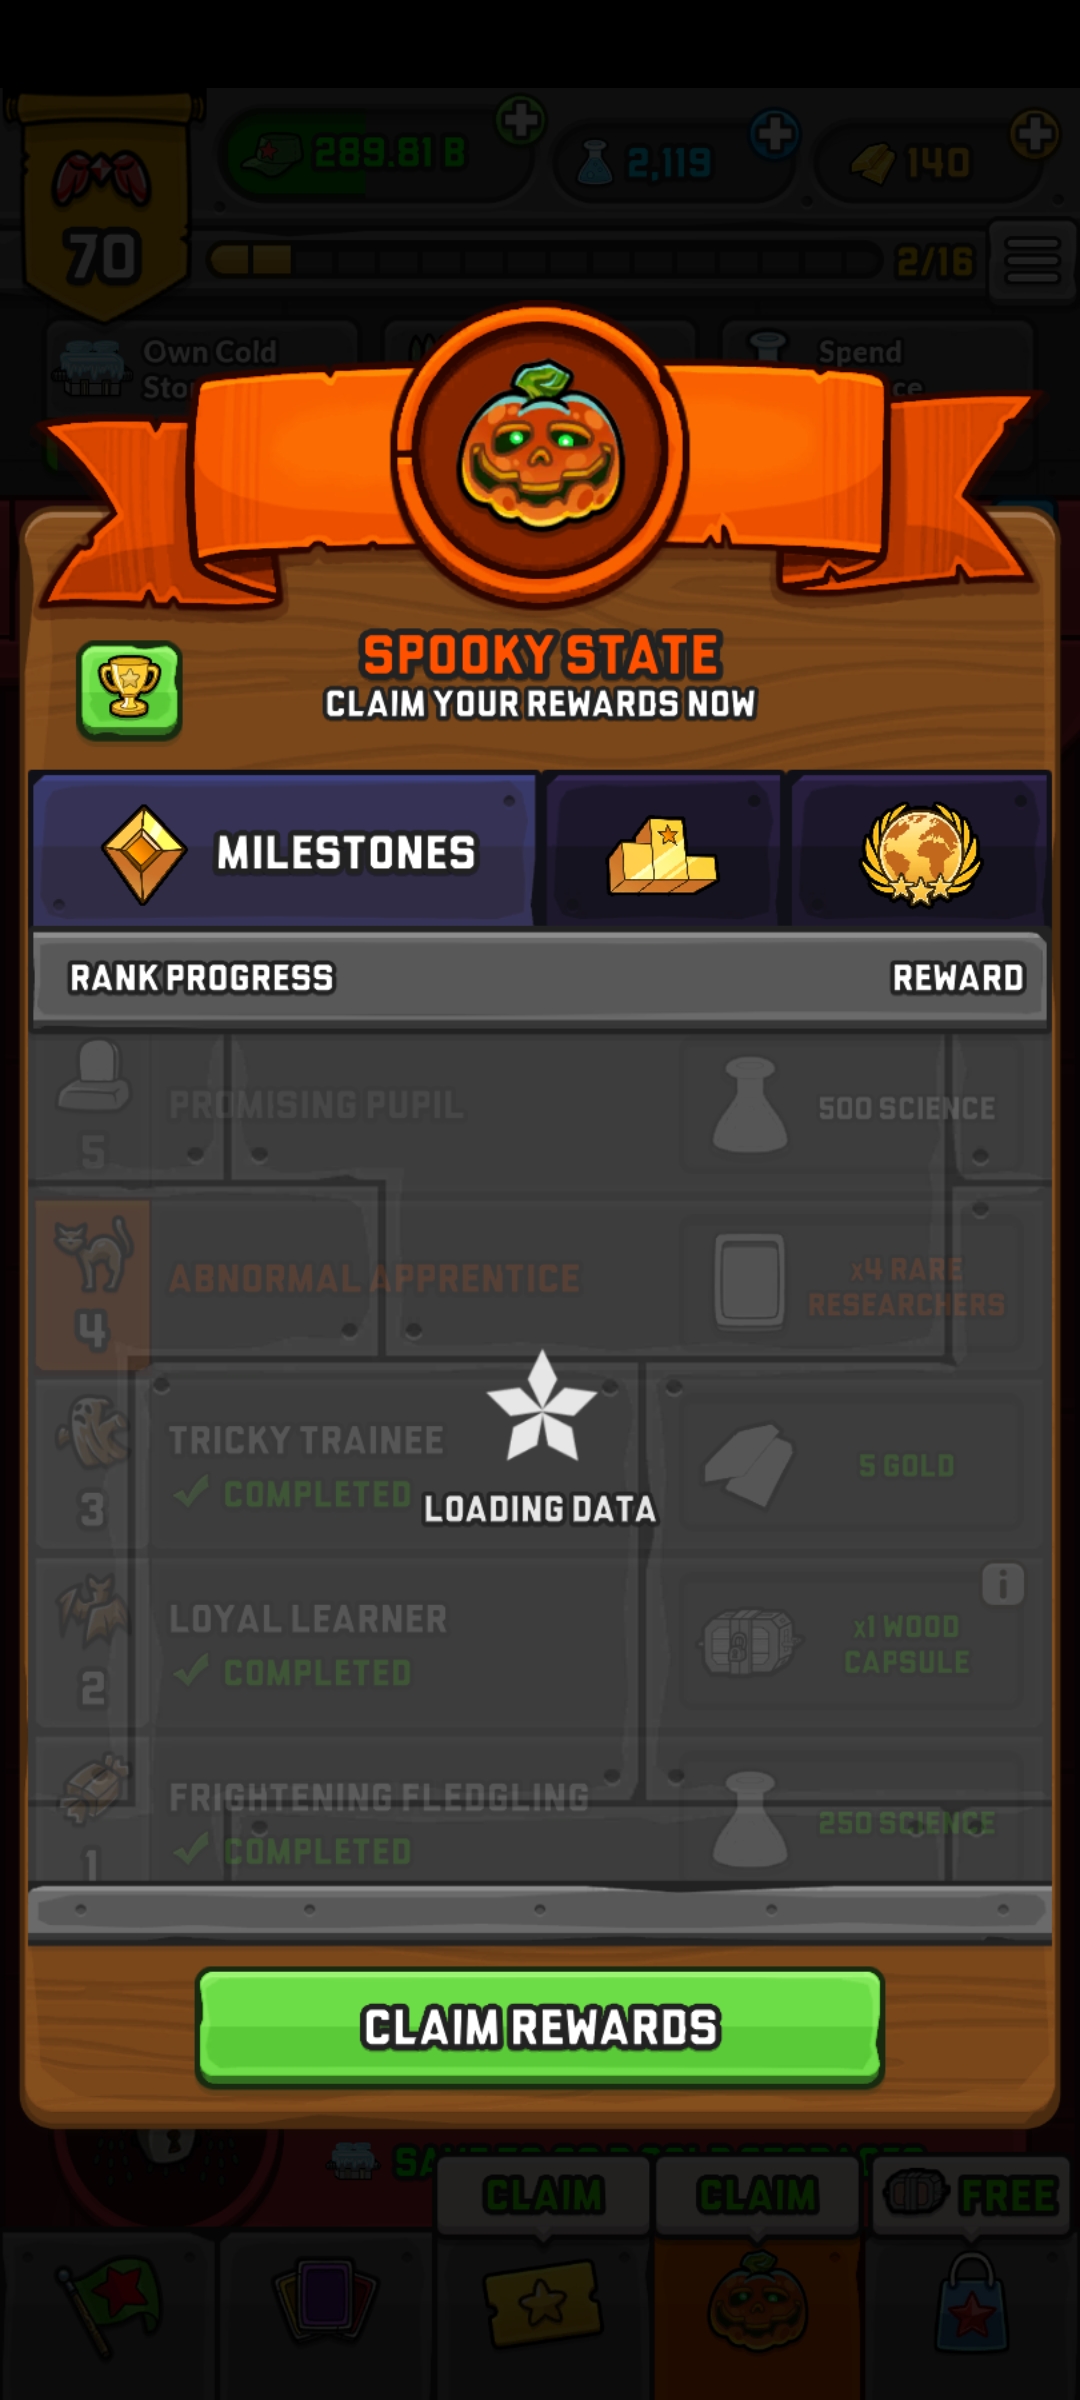 289.81 B
2,119
140
70
2/16
Own Cold
Spend
SPOOKY STATE
CLAIM YOUR REWARDS NOW
MILESTONES
RANK PROGRESS
REWARD
PROMISING PUPIL
500 SCIENCE
5
ABNORMAL APPRENTICE
x4 RARE
RESEARCHERS
4
TRICKY TRAINEE
COMPLETED
5 GOLD
3
LOADING DATA
LOYAL LEARNER
COMPLETED
x1 WOOD
CAPSULE
i
2
FRIGHTENING FLEDGLING
COMPLETED
250 SCIENCE
1
CLAIM REWARDS
CLAIM
CLAIM
FREE